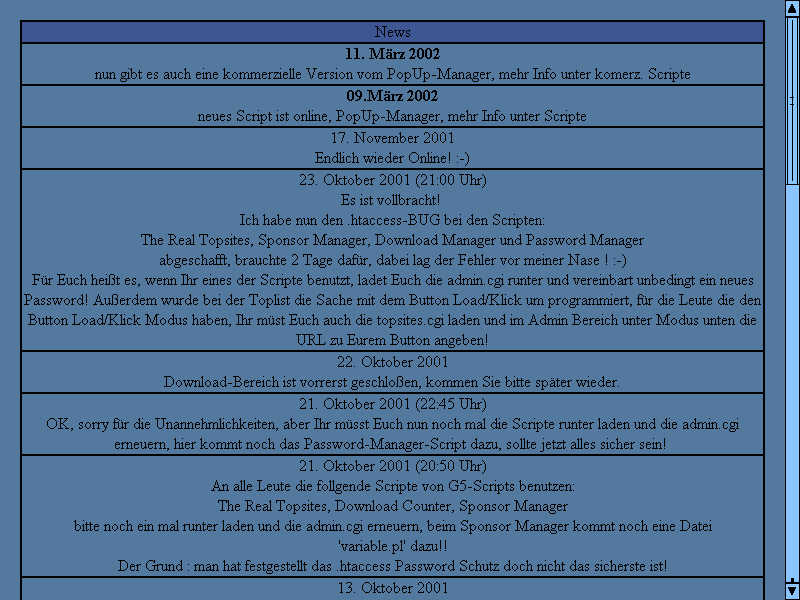 News
11. März 2002
nun gibt es auch eine kommerzielle Version vom PopUp-Manager, mehr Info unter komerz. Scripte
09.März 2002
neues Script ist online, PopUp-Manager, mehr Info unter Scripte
17. November 2001
Endlich wieder Online! :-)
23. Oktober 2001 (21:00 Uhr)
Es ist vollbracht!
Ich habe nun den .htaccess-BUG bei den Scripten:
The Real Topsites, Sponsor Manager, Download Manager und Password Manager
abgeschafft, brauchte 2 Tage dafür, dabei lag der Fehler vor meiner Nase ! :-)
Für Euch heißt es, wenn Ihr eines der Scripte benutzt, ladet Euch die admin.cgi runter und vereinbart unbedingt ein neues
Password! Außerdem wurde bei der Toplist die Sache mit dem Button Load/Klick um programmiert, für die Leute die den
Button Load/Klick Modus haben, Ihr müst Euch auch die topsites.cgi laden und im Admin Bereich unter Modus unten die
URL zu Eurem Button angeben!
22. Oktober 2001
Download-Bereich ist vorrerst geschloßen, kommen Sie bitte später wieder.
21. Oktober 2001 (22:45 Uhr)
OK, sorry für die Unannehmlichkeiten, aber Ihr müsst Euch nun noch mal die Scripte runter laden und die admin.cgi
erneuern, hier kommt noch das Password-Manager-Script dazu, sollte jetzt alles sicher sein!
21. Oktober 2001 (20:50 Uhr)
An alle Leute die follgende Scripte von G5-Scripts benutzen:
The Real Topsites, Download Counter, Sponsor Manager
bitte noch ein mal runter laden und die admin.cgi erneuern, beim Sponsor Manager kommt noch eine Datei
'variable.pl' dazu!!
Der Grund : man hat festgestellt das .htaccess Password Schutz doch nicht das sicherste ist!
13. Oktober 2001